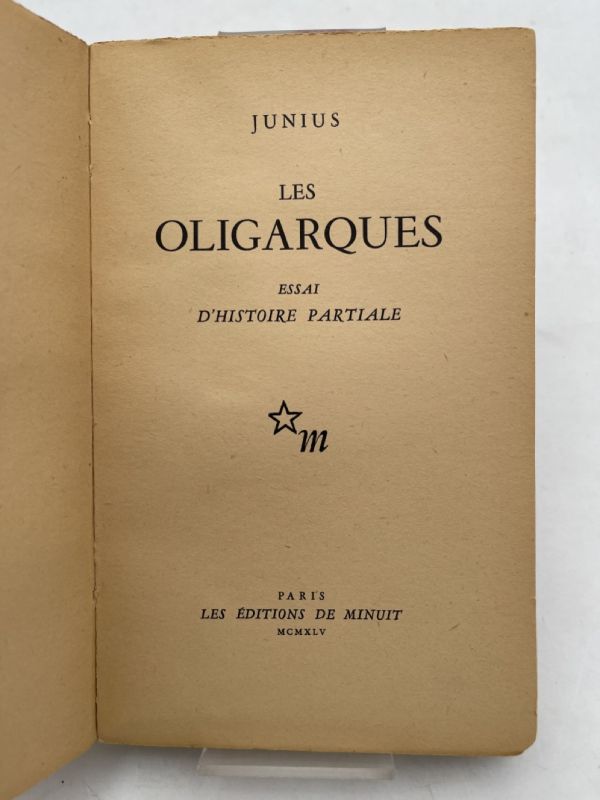 JUNIUS
LES
OLIGARQUES
ESSAI
D'HISTOIRE PARTIALE
m
PARIS
LES ÉDITIONS DE MINUIT
MCMXLV